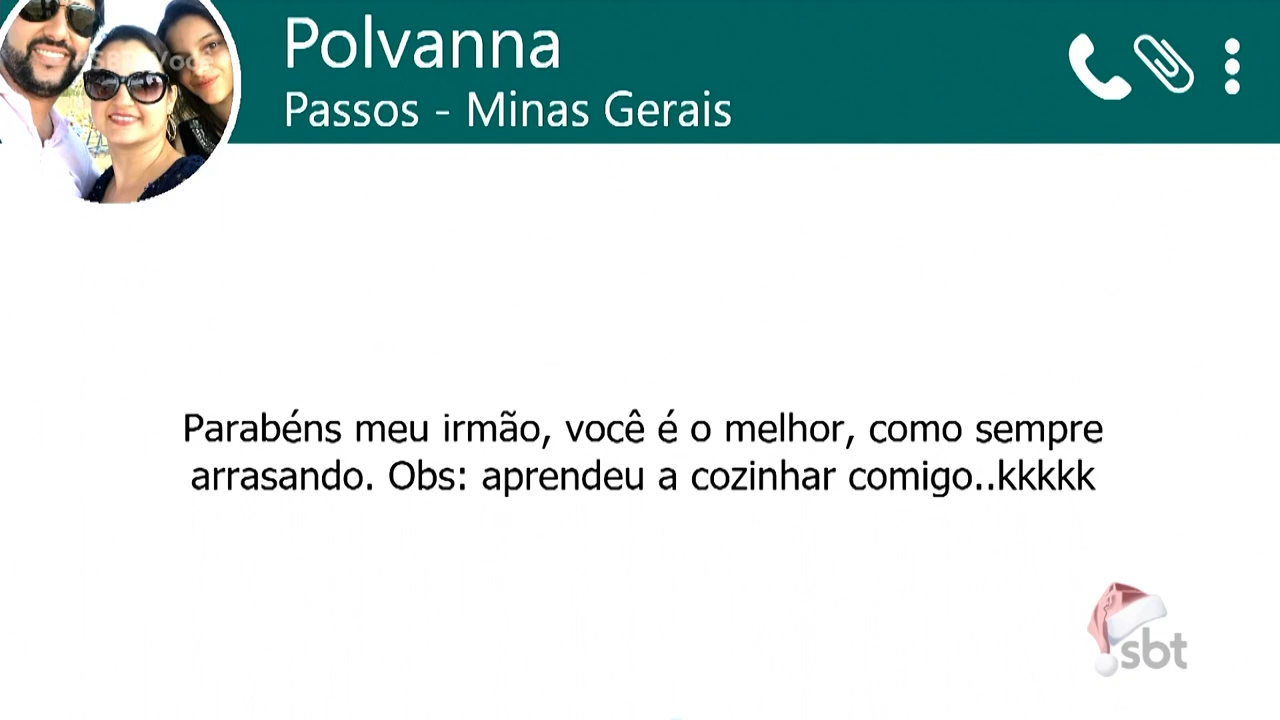 Polvanna
Passos - Minas Gerais
Parabéns meu irmão, você é o melhor, como sempre
arrasando. Obs: aprendeu a cozinhar comigo..kkkkk
sbt